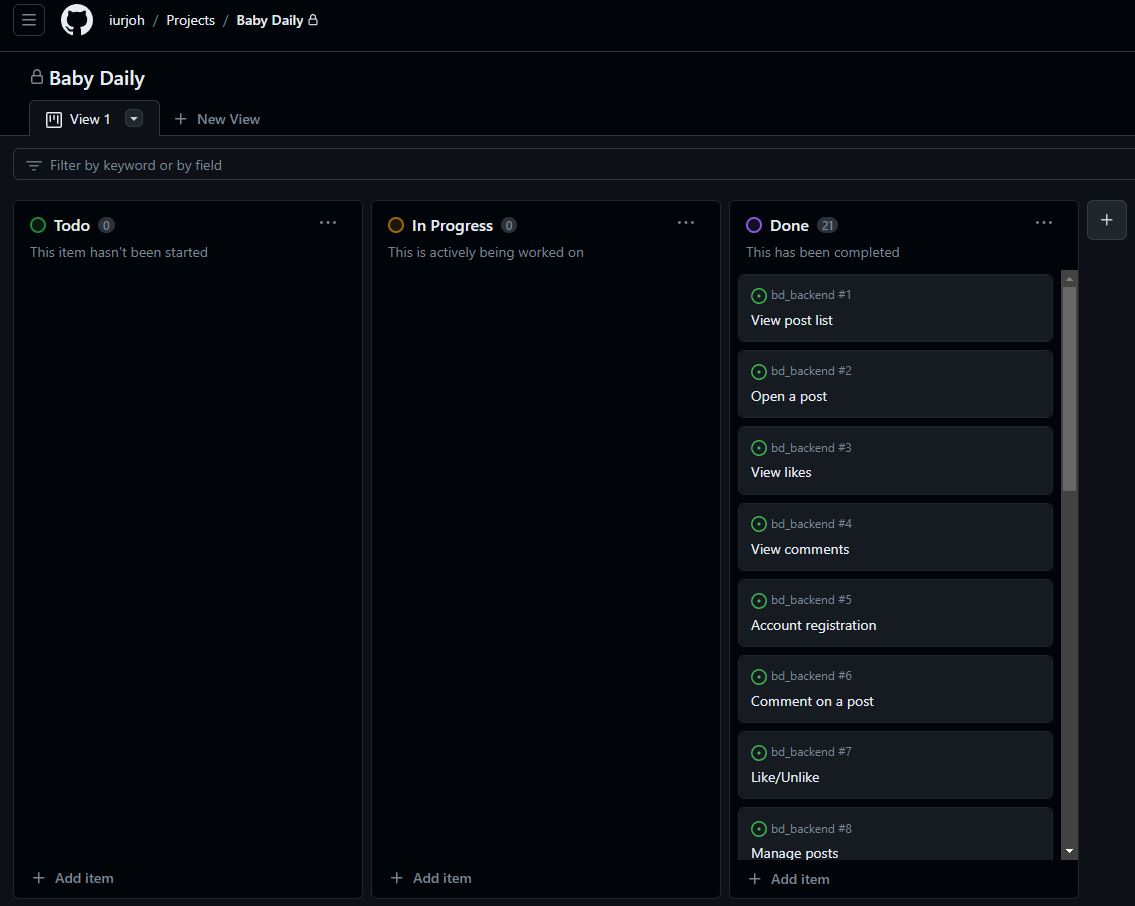 iurjoh / Projects / Baby Daily
Baby Daily
View 1
New View
Filter by keyword or by field
Todo 0
This item hasn't been started
Add item
In Progress 0
This is actively being worked on
Add item
Done 21
This has been completed
bd_backend #1
View post list
bd_backend #2
Open a post
bd_backend #3
View likes
bd_backend #4
View comments
bd_backend #5
Account registration
bd_backend #6
Comment on a post
bd_backend #7
Like/Unlike
bd_backend #8
Manage posts
Add item